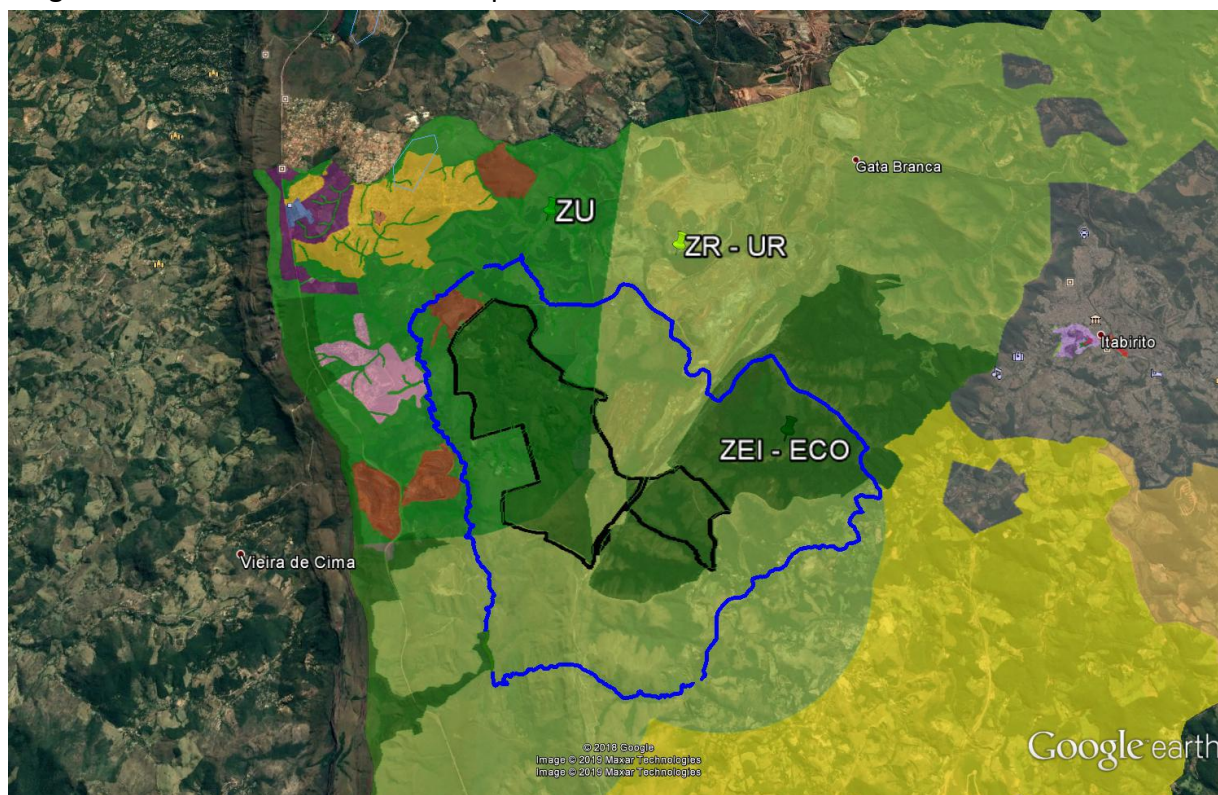 Gata Branca
ZU
ZR - UR
Itabirito
ZEI - ECO
Vieira de Cima
© 2018 Google
Image © 2019 Maxar Technologies
Image © 2019 Maxar Technologies
Google earth